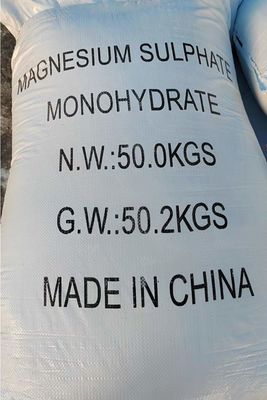 MAGNESIUM SULPHATE
MONOHYDRATE
N.W.:50.0KGS
G.W.:50.2KGS
MADE IN CHINA